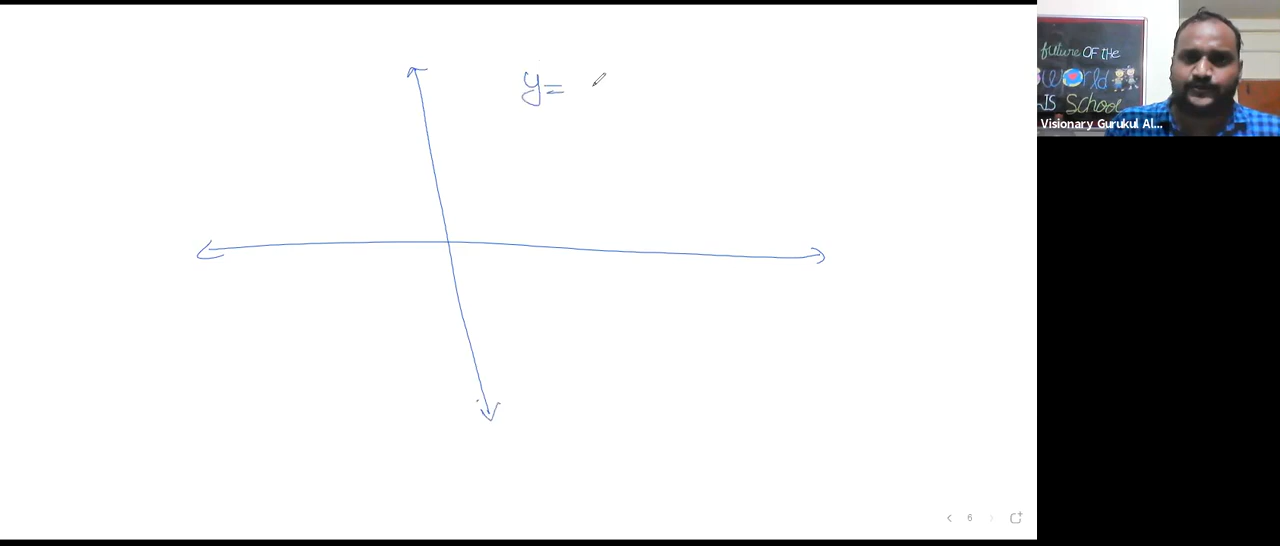 y=
future OF THE
world
IS School
Visionary Gurukul Al...
6